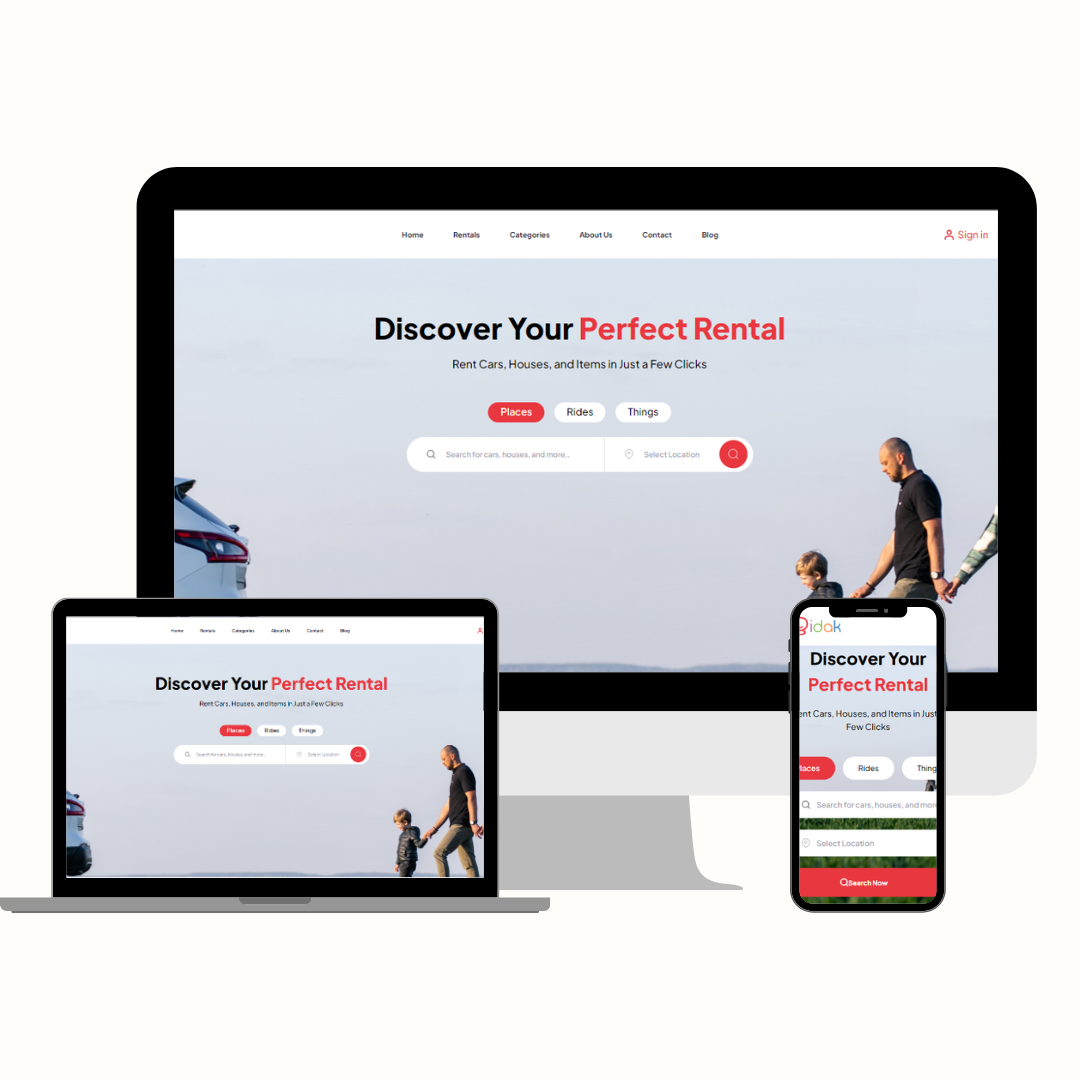 Home Rentals Categories About Us Contact Blog Sign in
Discover Your Perfect Rental
Rent Cars, Houses, and Items in Just a Few Clicks
Places Rides Things
Search for cars, houses, and more.. Select Location
Home Rentals Categories About Us Contact Blog
Discover Your Perfect Rental
Rent Cars, Houses, and Items in Just a Few Clicks
Places Rides Things
Search for cars, houses, and more.. Select Location
idak
Discover Your
Perfect Rental
ent Cars, Houses, and Items in Just
Few Clicks
laces Rides Thing
Search for cars, houses, and mor
Select Location
Search Now